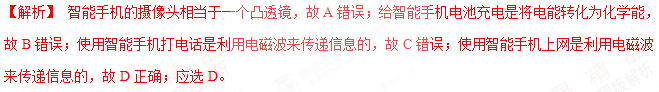 【解析】 智能手机的摄像头相当于一个凸透镜，故 A 错误；给智能手机电池充电是将电能转化为化学能，
故 B 错误；使用智能手机打电话是利用电磁波来传递信息的，故 C 错误；使用智能手机上网是利用电磁波
来传递信息的，故 D 正确；应选 D。